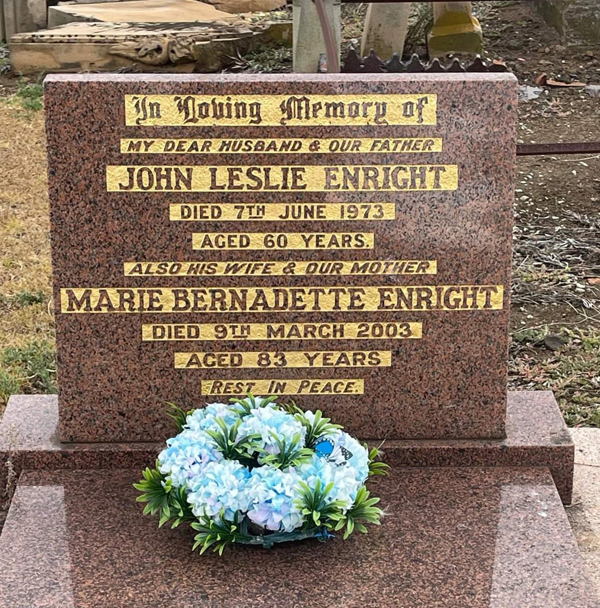 In Loving Memory of
MY DEAR HUSBAND & OUR FATHER
JOHN LESLIE ENRIGHT
DIED 7TH JUNE 1973
AGED 60 YEARS.
ALSO HIS WIFE & OUR MOTHER
MARIE BERNADETTE ENRIGHT
DIED 9TH MARCH 2003
AGED 83 YEARS
REST IN PEACE.